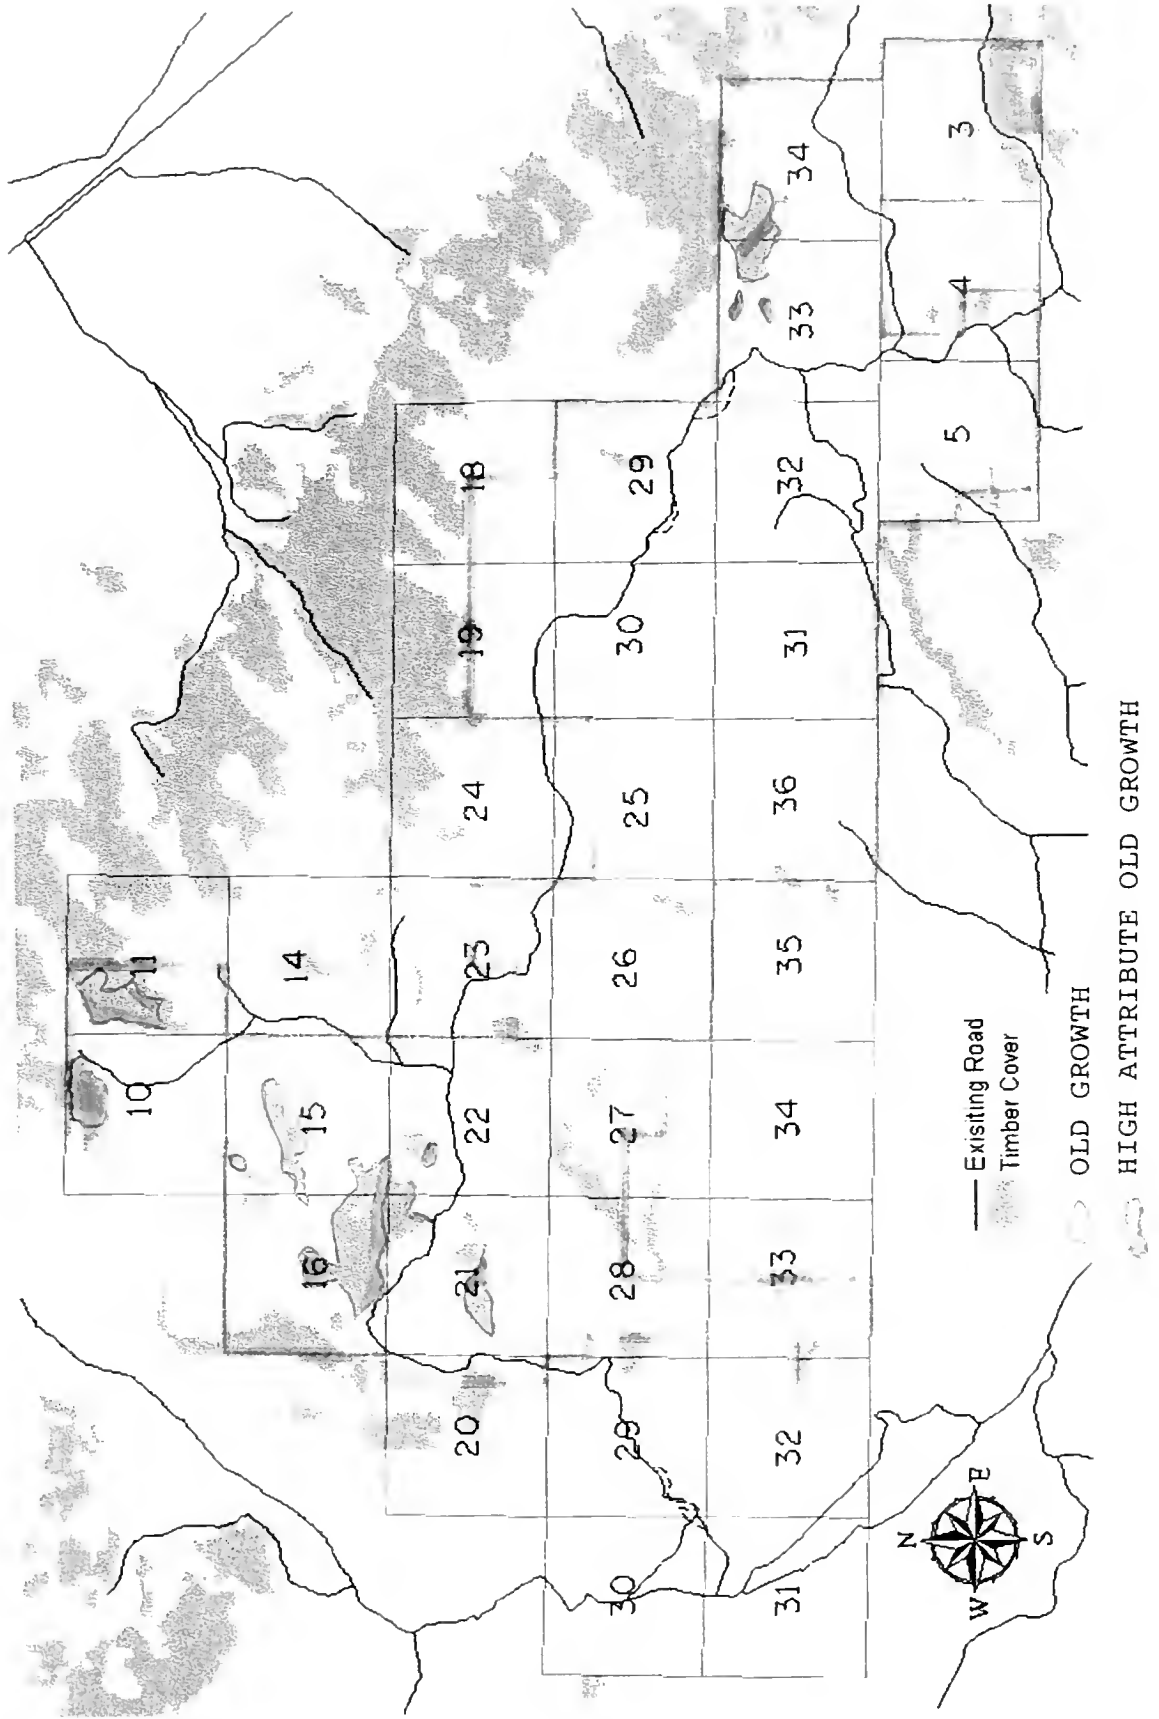 10 11
16 15 14
20 21 22 23 24 19 18
30 29 28 27 26 25 30 29
31 32 33 34 35 36 31 32 33 34
5 4 3
N
W E
S
Exisiting Road
Timber Cover
OLD GROWTH
HIGH ATTRIBUTE OLD GROWTH